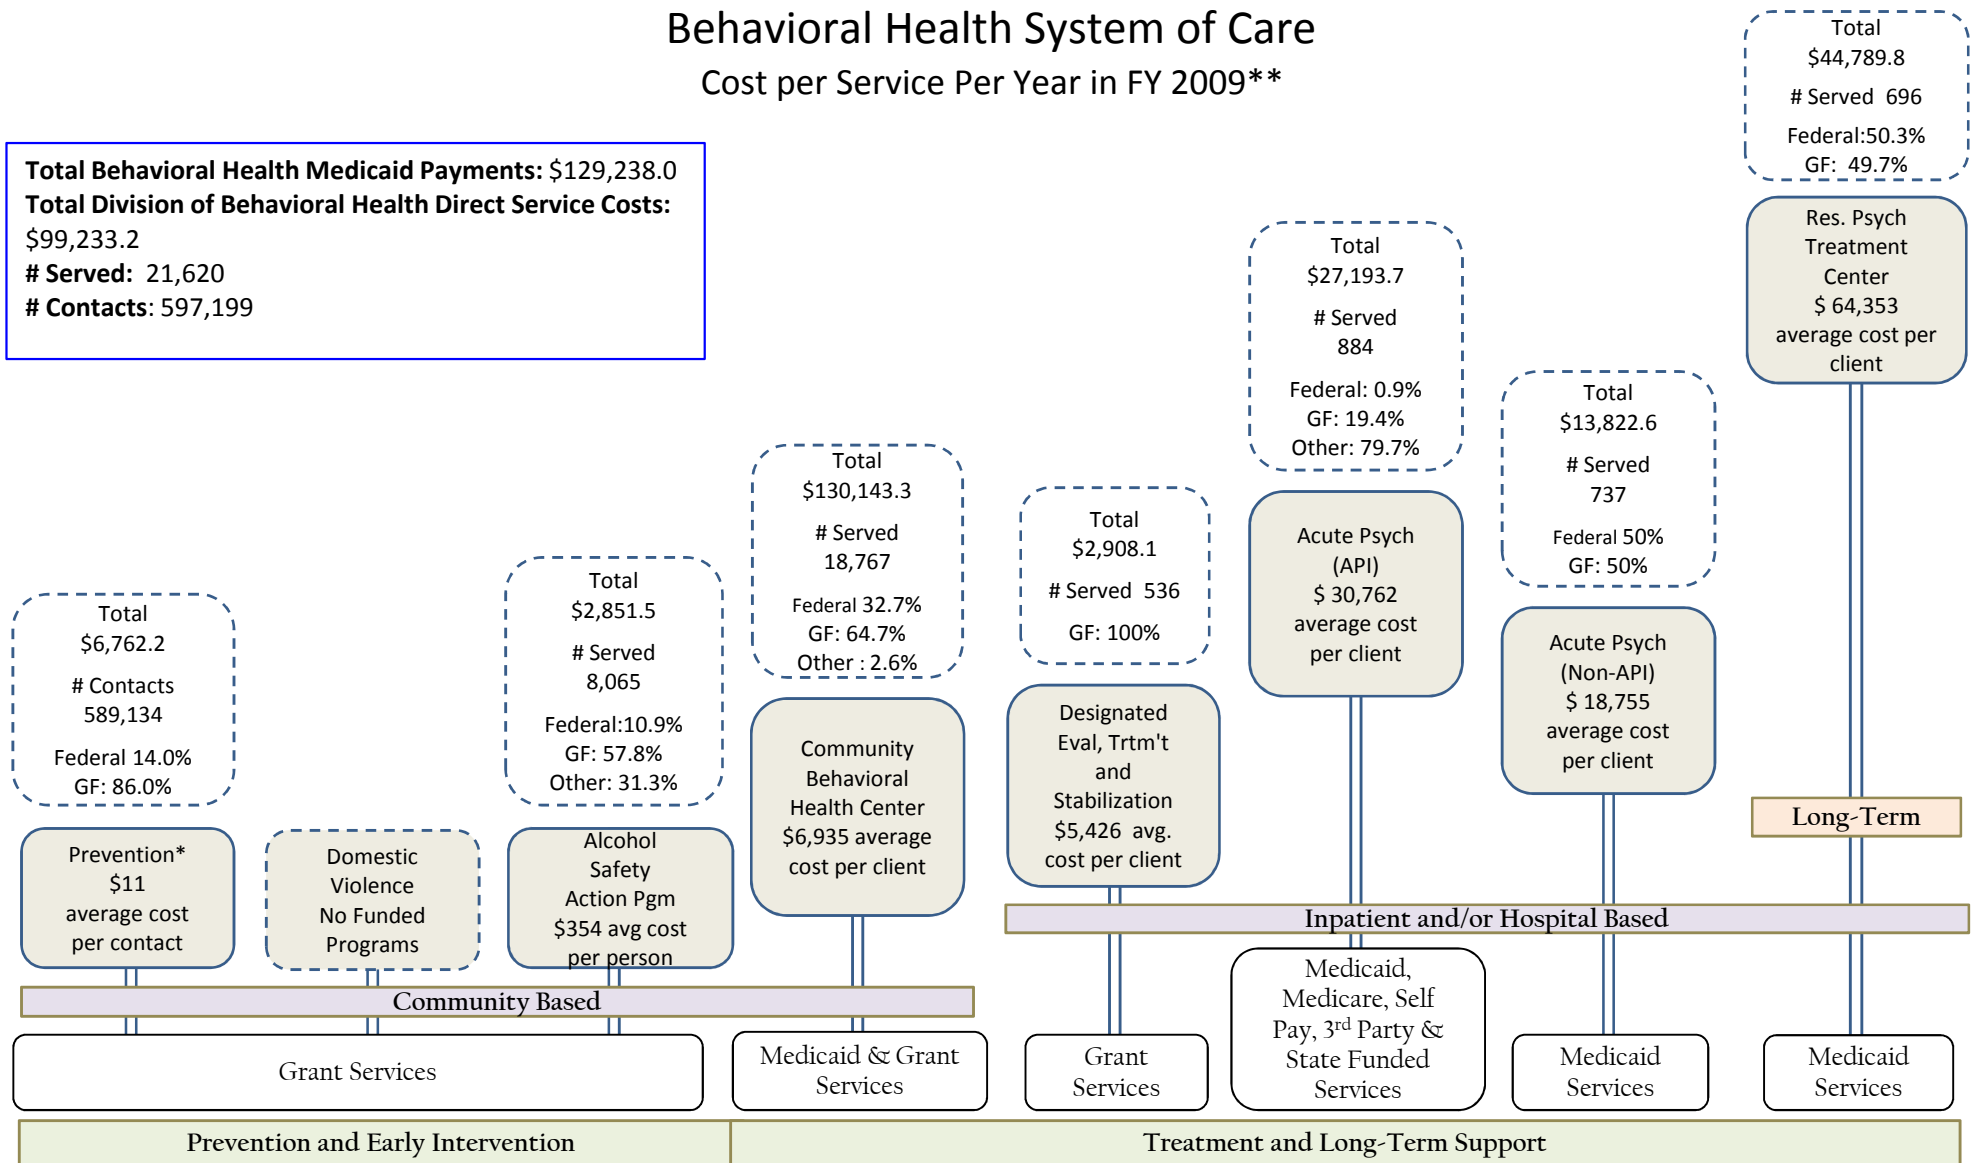 Behavioral Health System of Care
Cost per Service Per Year in FY 2009**
Total Behavioral Health Medicaid Payments: $129,238.0
Total Division of Behavioral Health Direct Service Costs:
$99,233.2
# Served: 21,620
# Contacts: 597,199
Total
$6,762.2
# Contacts
589,134
Federal 14.0%
GF: 86.0%
Prevention*
$11
average cost
per contact
Domestic
Violence
No Funded
Programs
Total
$2,851.5
# Served
8,065
Federal:10.9%
GF: 57.8%
Other: 31.3%
Alcohol
Safety
Action Pgm
$354 avg cost
per person
Total
$130,143.3
# Served
18,767
Federal 32.7%
GF: 64.7%
Other : 2.6%
Community
Behavioral
Health Center
$6,935 average
cost per client
Total
$2,908.1
# Served 536
GF: 100%
Designated
Eval, Trtm't
and
Stabilization
$5,426 avg.
cost per client
Total
$27,193.7
# Served
884
Federal: 0.9%
GF: 19.4%
Other: 79.7%
Acute Psych
(API)
$ 30,762
average cost
per client
Total
$13,822.6
# Served
737
Federal 50%
GF: 50%
Acute Psych
(Non-API)
$ 18,755
average cost
per client
Total
$44,789.8
# Served 696
Federal:50.3%
GF: 49.7%
Res. Psych
Treatment
Center
$ 64,353
average cost per
client
Long-Term
Inpatient and/or Hospital Based
Community Based
Grant Services
Medicaid & Grant
Services
Grant
Services
Medicaid,
Medicare, Self
Pay, 3rd Party &
State Funded
Services
Medicaid
Services
Medicaid
Services
Prevention and Early Intervention
Treatment and Long-Term Support